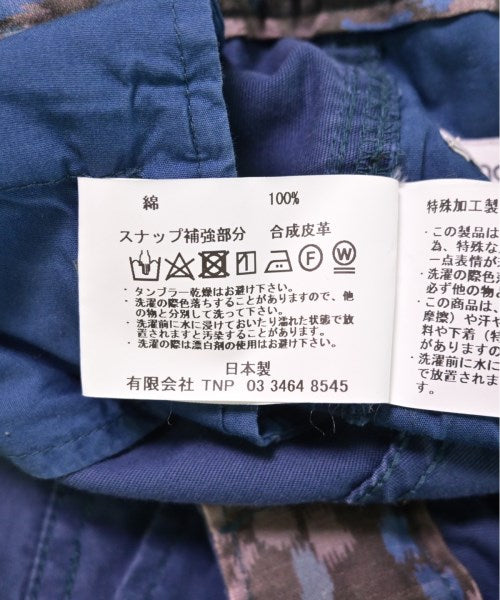 綿 100%
スナップ補強部分 合成皮革
・タンブラー乾燥はお避け下さい。
・洗濯の際色落ちすることがありますので、他
の物と分別して洗って下さい。
・洗濯前に水に浸けておいたり濡れた状態で放
置されますと汚染することがあります。
・洗濯の際は漂白剤の使用はお避け下さい。
日本製
有限会社 TNP 03 3464 8545
特殊加工製
・この製品は
為、特殊な
一点表情が
・洗濯の際色落
必ず他の物と
・この商品は、
摩擦）や汗や
料や下着（特
がありますの
・洗濯前に水に
で放置されます